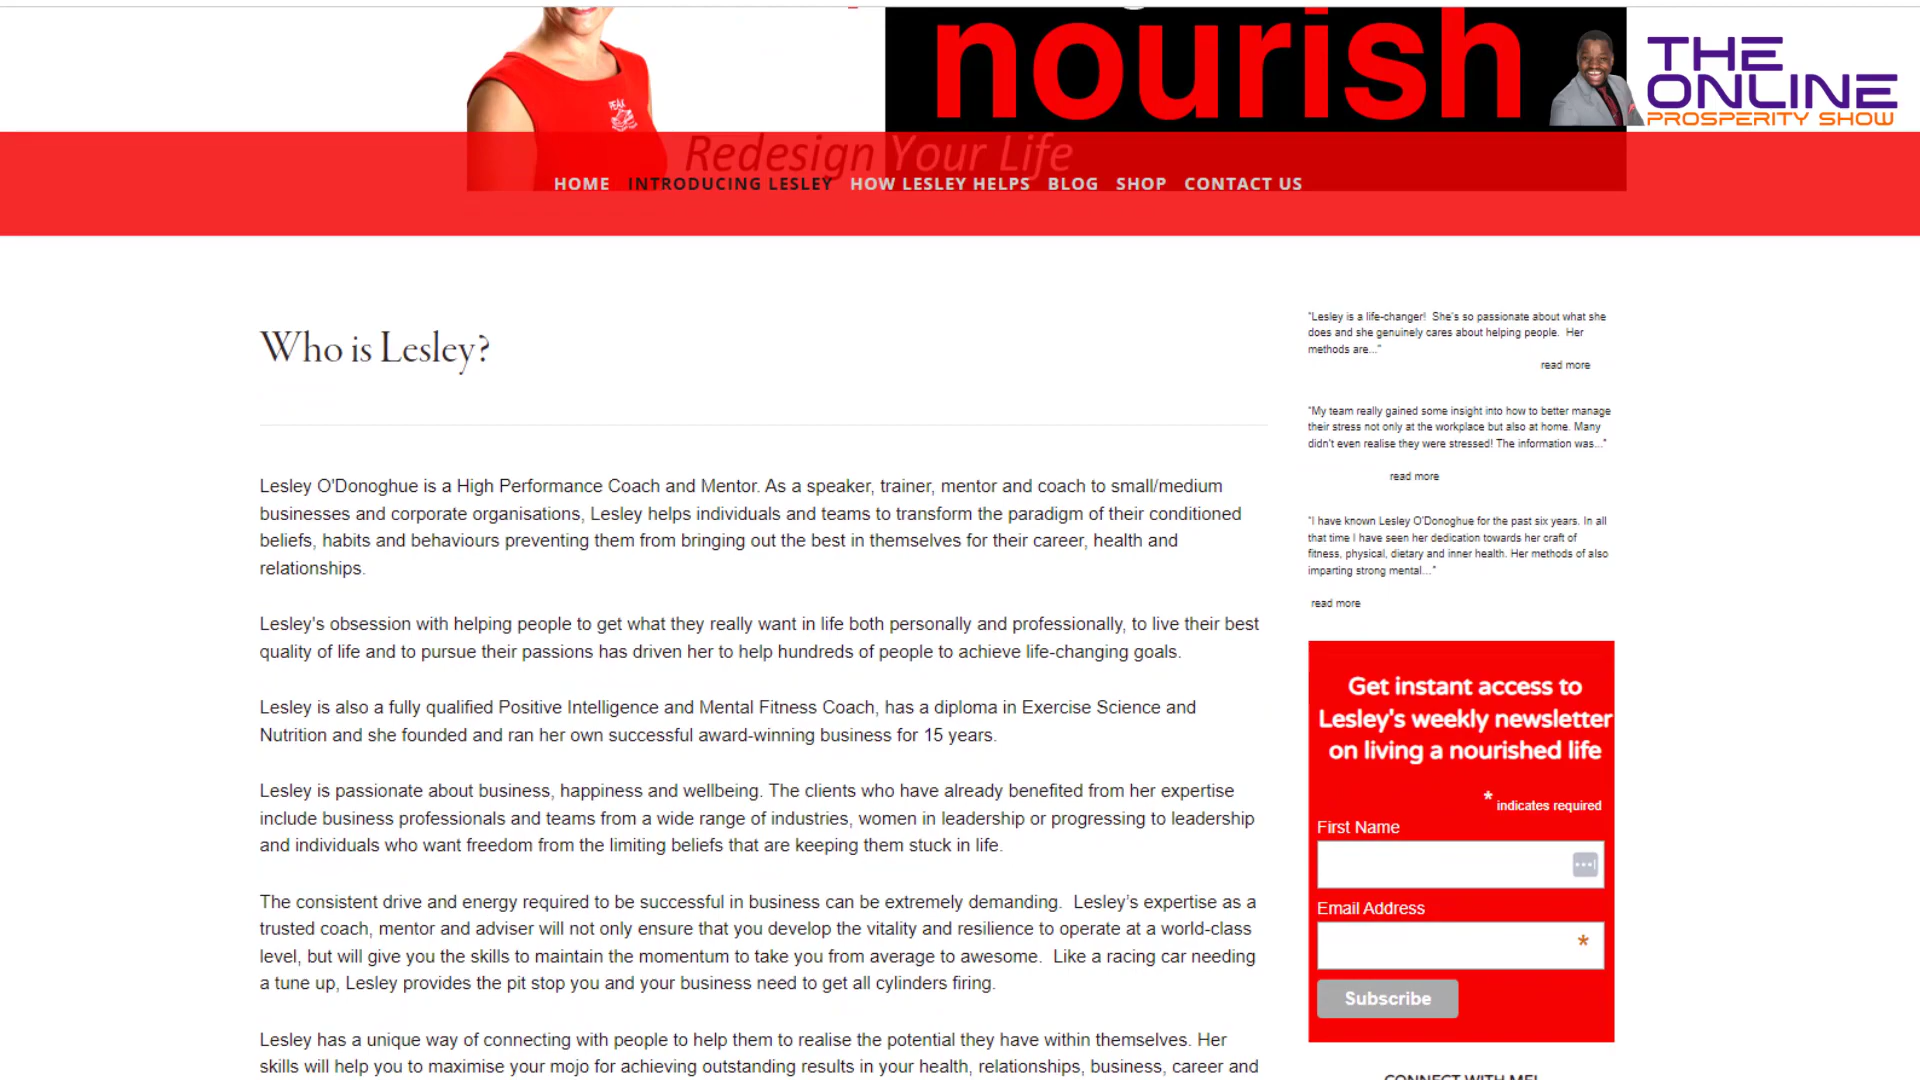 nourish
THE
ONLINE
PROSPERITY SHOW
PEAK
Redesign Your Life
HOME INTRODUCING LESLEY HOW LESLEY HELPS BLOG SHOP CONTACT US
Who is Lesley?
Lesley O'Donoghue is a High Performance Coach and Mentor. As a speaker, trainer, mentor and coach to small/medium
businesses and corporate organisations, Lesley helps individuals and teams to transform the paradigm of their conditioned
beliefs, habits and behaviours preventing them from bringing out the best in themselves for their career, health and
relationships.
Lesley's obsession with helping people to get what they really want in life both personally and professionally, to live their best
quality of life and to pursue their passions has driven her to help hundreds of people to achieve life-changing goals.
Lesley is also a fully qualified Positive Intelligence and Mental Fitness Coach, has a diploma in Exercise Science and
Nutrition and she founded and ran her own successful award-winning business for 15 years.
Lesley is passionate about business, happiness and wellbeing. The clients who have already benefited from her expertise
include business professionals and teams from a wide range of industries, women in leadership or progressing to leadership
and individuals who want freedom from the limiting beliefs that are keeping them stuck in life.
The consistent drive and energy required to be successful in business can be extremely demanding.  Lesley’s expertise as a
trusted coach, mentor and adviser will not only ensure that you develop the vitality and resilience to operate at a world-class
level, but will give you the skills to maintain the momentum to take you from average to awesome.  Like a racing car needing
a tune up, Lesley provides the pit stop you and your business need to get all cylinders firing.
Lesley has a unique way of connecting with people to help them to realise the potential they have within themselves. Her
skills will help you to maximise your mojo for achieving outstanding results in your health, relationships, business, career and
"Lesley is a life-changer!  She's so passionate about what she
does and she genuinely cares about helping people.  Her
methods are..."
read more
"My team really gained some insight into how to better manage
their stress not only at the workplace but also at home. Many
didn't even realise they were stressed! The information was..."
read more
"I have known Lesley O'Donoghue for the past six years. In all
that time I have seen her dedication towards her craft of
fitness, physical, dietary and inner health. Her methods of also
imparting strong mental..."
read more
Get instant access to
Lesley's weekly newsletter
on living a nourished life
* indicates required
First Name
Email Address
*
Subscribe
CONNECT WITH ME!